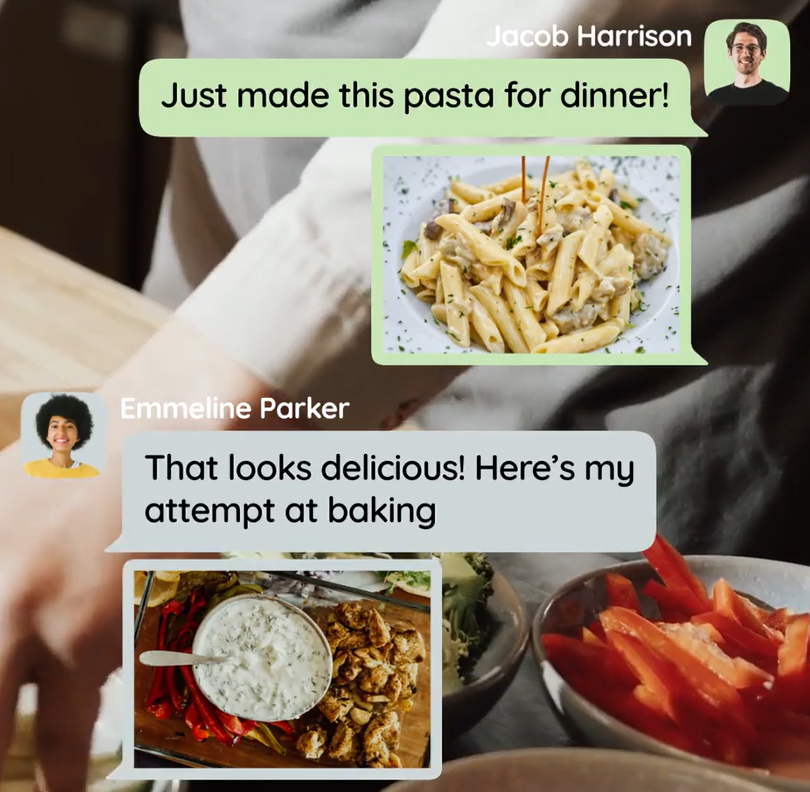 Jacob Harrison
Just made this pasta for dinner!
Emmeline Parker
That looks delicious! Here's my
attempt at baking